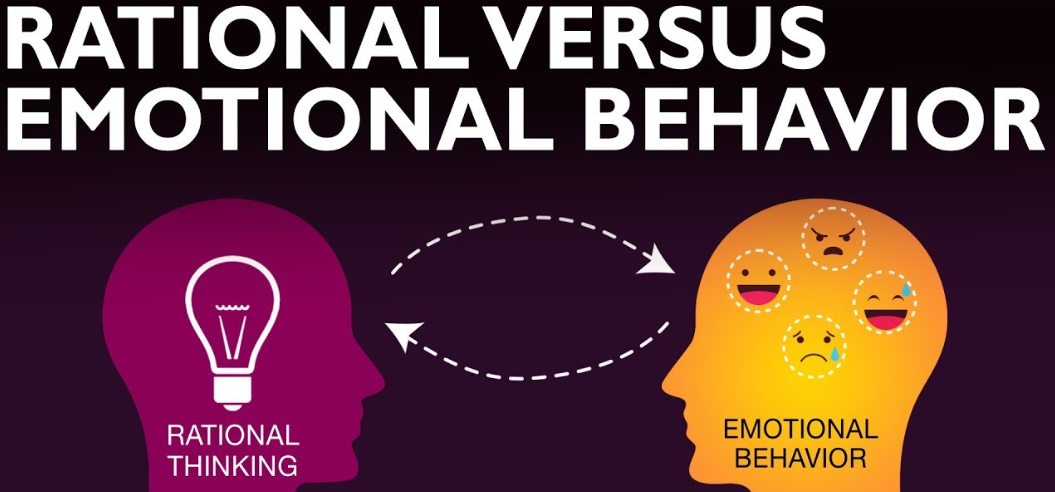 RATIONAL VERSUS
EMOTIONAL BEHAVIOR
RATIONAL
THINKING
EMOTIONAL
BEHAVIOR